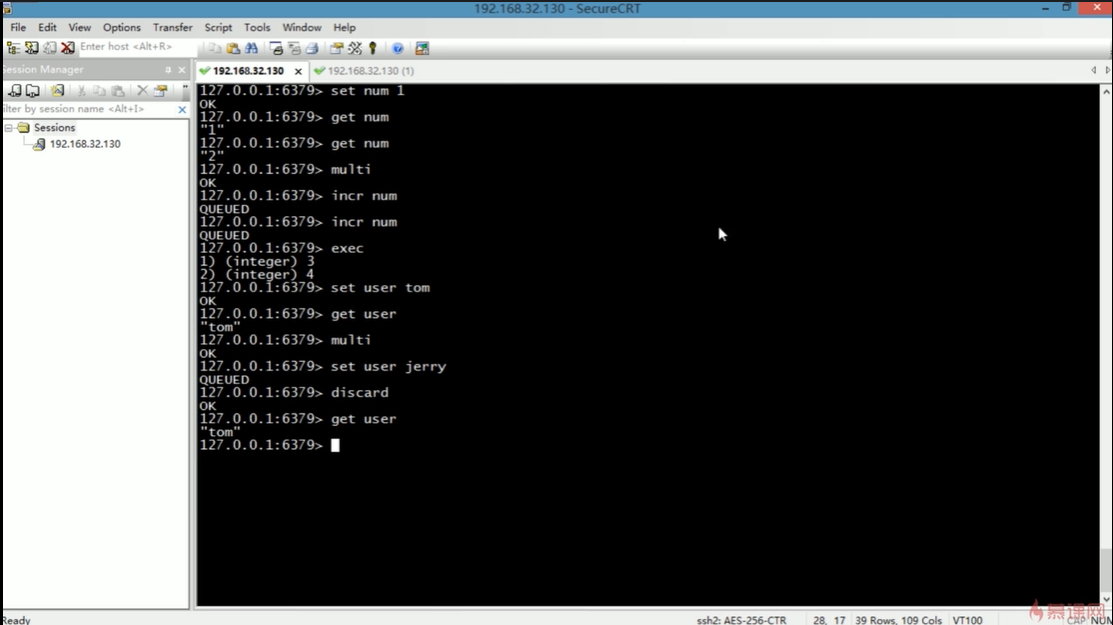 192.168.32.130 - SecureCRT
File Edit View Options Transfer Script Tools Window Help
Enter host <Alt+R>
Session Manager
192.168.32.130
192.168.32.130 (1)
ilter by session name <Alt+I>
Sessions
192.168.32.130
127.0.0.1:6379> set num 1
OK
127.0.0.1:6379> get num
"1"
127.0.0.1:6379> get num
"2"
127.0.0.1:6379> multi
OK
127.0.0.1:6379> incr num
QUEUED
127.0.0.1:6379> incr num
QUEUED
127.0.0.1:6379> exec
1) (integer) 3
2) (integer) 4
127.0.0.1:6379> set user tom
OK
127.0.0.1:6379> get user
"tom"
127.0.0.1:6379> multi
OK
127.0.0.1:6379> set user jerry
QUEUED
127.0.0.1:6379> discard
OK
127.0.0.1:6379> get user
"tom"
127.0.0.1:6379>
慕课网
Ready
ssh2: AES-256-CTR 28, 17 39 Rows, 109 Cols VT100 CAP NUM